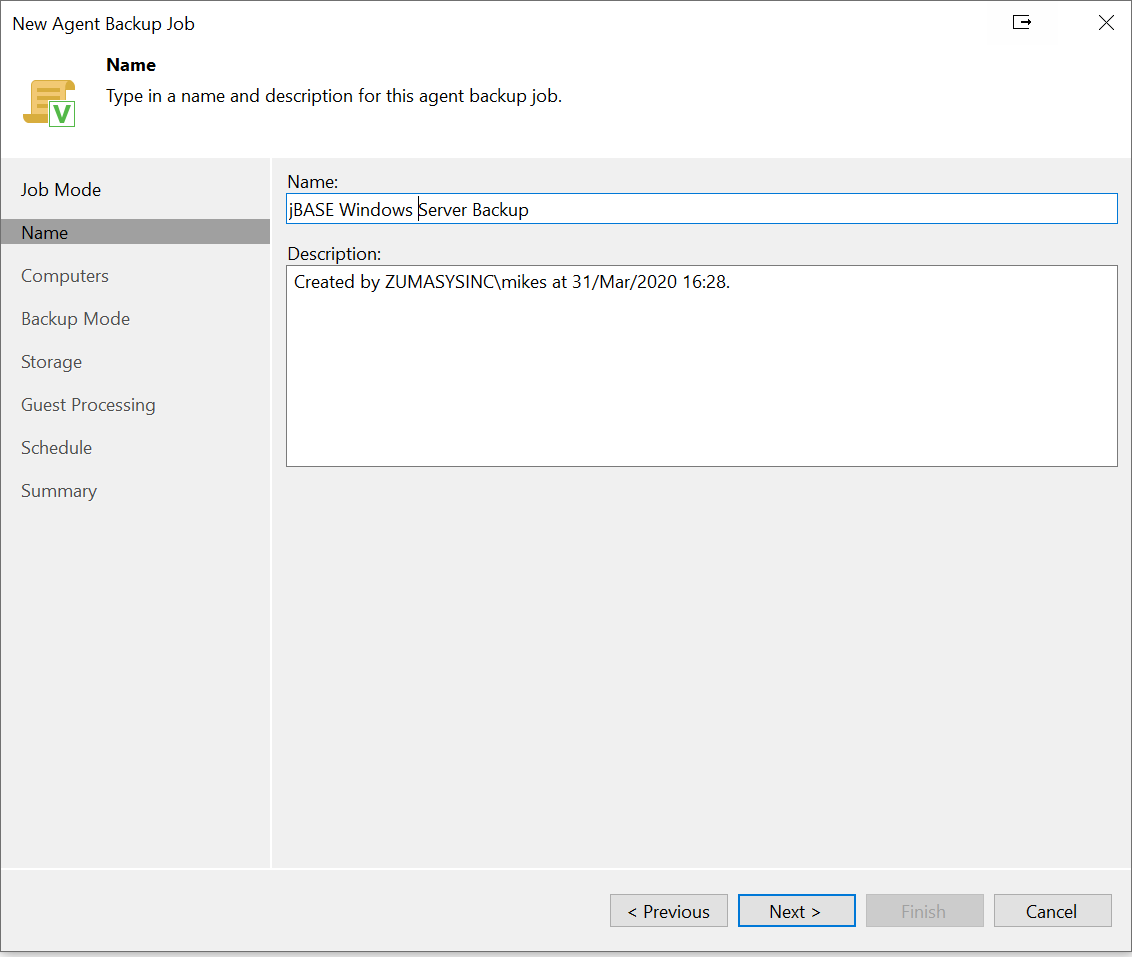 New Agent Backup Job
Name
Type in a name and description for this agent backup job.
V
Job Mode
Name
Computers
Backup Mode
Storage
Guest Processing
Schedule
Summary
Name:
jBASE Windows Server Backup
Description:
Created by ZUMASYSINC\mikes at 31/Mar/2020 16:28.
< Previous
Next >
Finish
Cancel